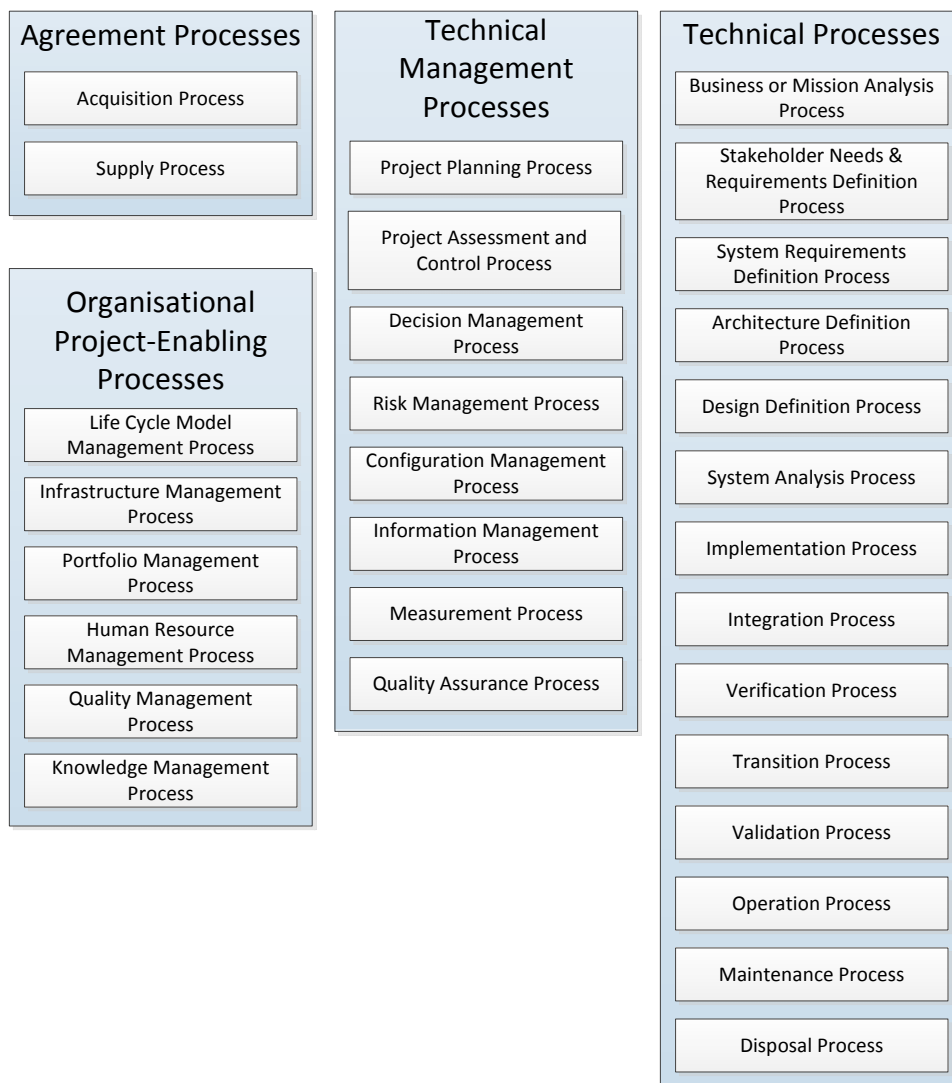 Agreement Processes
Acquisition Process
Supply Process
Organisational
Project-Enabling
Processes
Life Cycle Model
Management Process
Infrastructure Management
Process
Portfolio Management
Process
Human Resource
Management Process
Quality Management
Process
Knowledge Management
Process
Technical
Management
Processes
Project Planning Process
Project Assessment and
Control Process
Decision Management
Process
Risk Management Process
Configuration Management
Process
Information Management
Process
Measurement Process
Quality Assurance Process
Technical Processes
Business or Mission Analysis
Process
Stakeholder Needs &
Requirements Definition
Process
System Requirements
Definition Process
Architecture Definition
Process
Design Definition Process
System Analysis Process
Implementation Process
Integration Process
Verification Process
Transition Process
Validation Process
Operation Process
Maintenance Process
Disposal Process